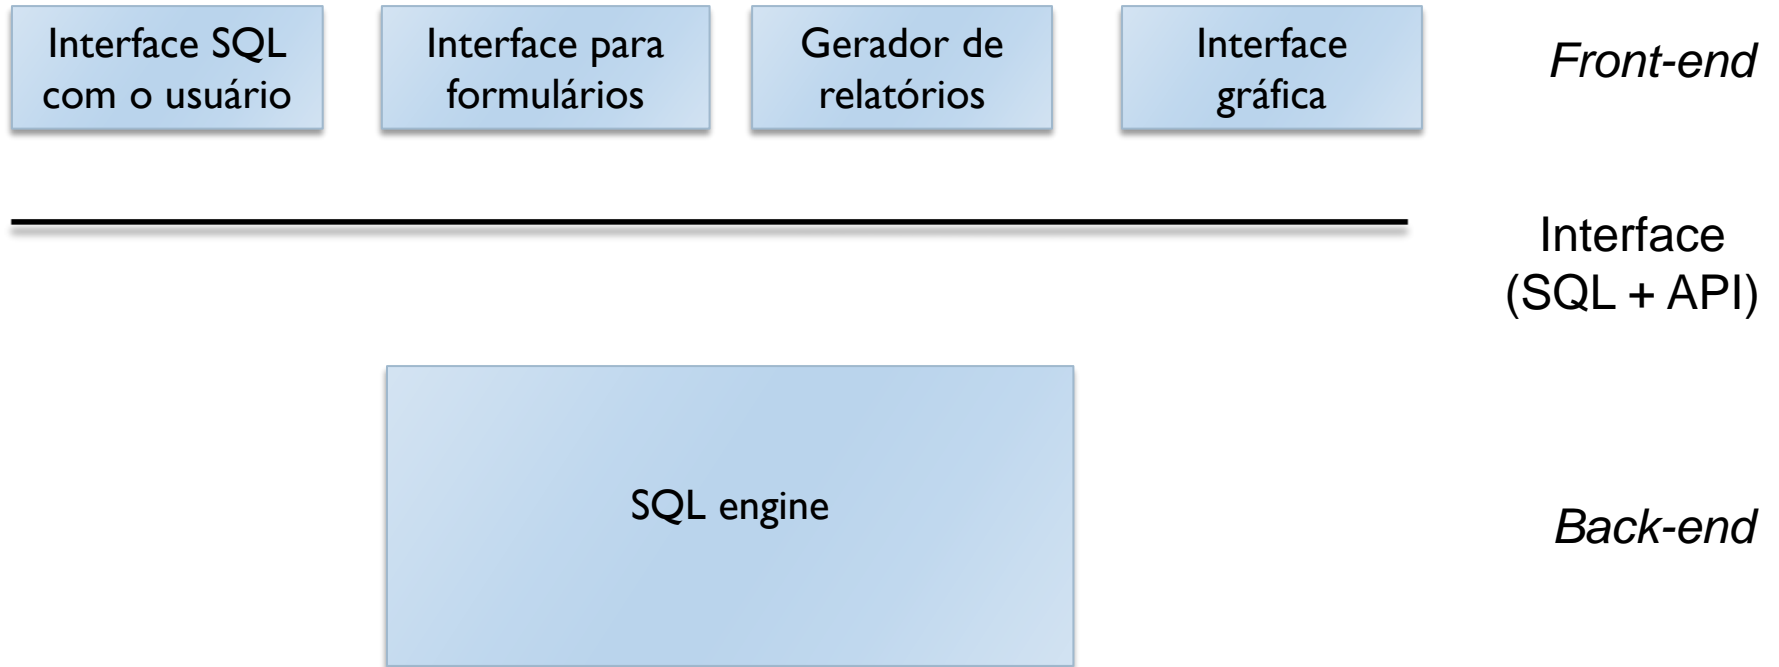 Interface SQL
com o usuário
Interface para
formulários
Gerador de
relatórios
Interface
gráfica
Front-end
Interface
(SQL + API)
SQL engine
Back-end